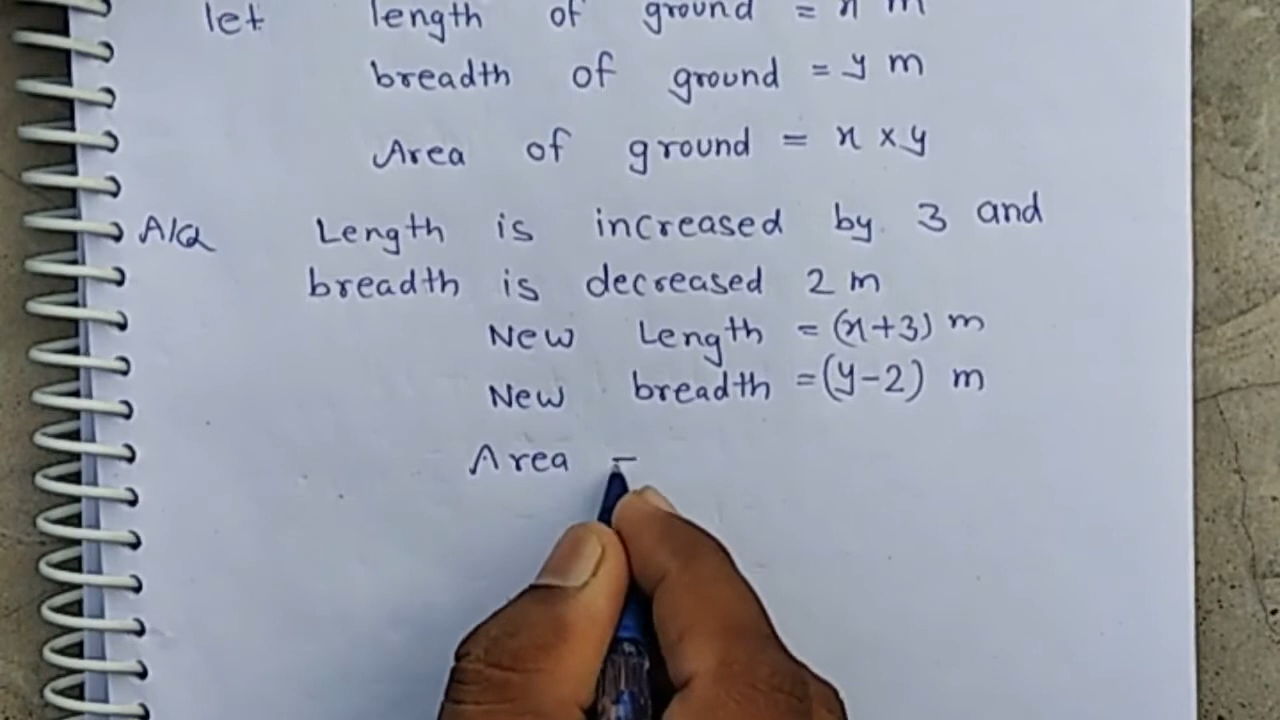 let length of ground = x m
breadth of ground = y m
Area of ground = x × y
A/Q Length is increased by 3 and
breadth is decreased 2 m
New Length = (x+3) m
New breadth = (y-2) m
Area =